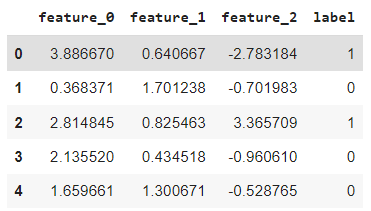 feature_0 feature_1 feature_2 label
0 3.886670 0.640667 -2.783184 1
1 0.368371 1.701238 -0.701983 0
2 2.814845 0.825463 3.365709 1
3 2.135520 0.434518 -0.960610 0
4 1.659661 1.300671 -0.528765 0